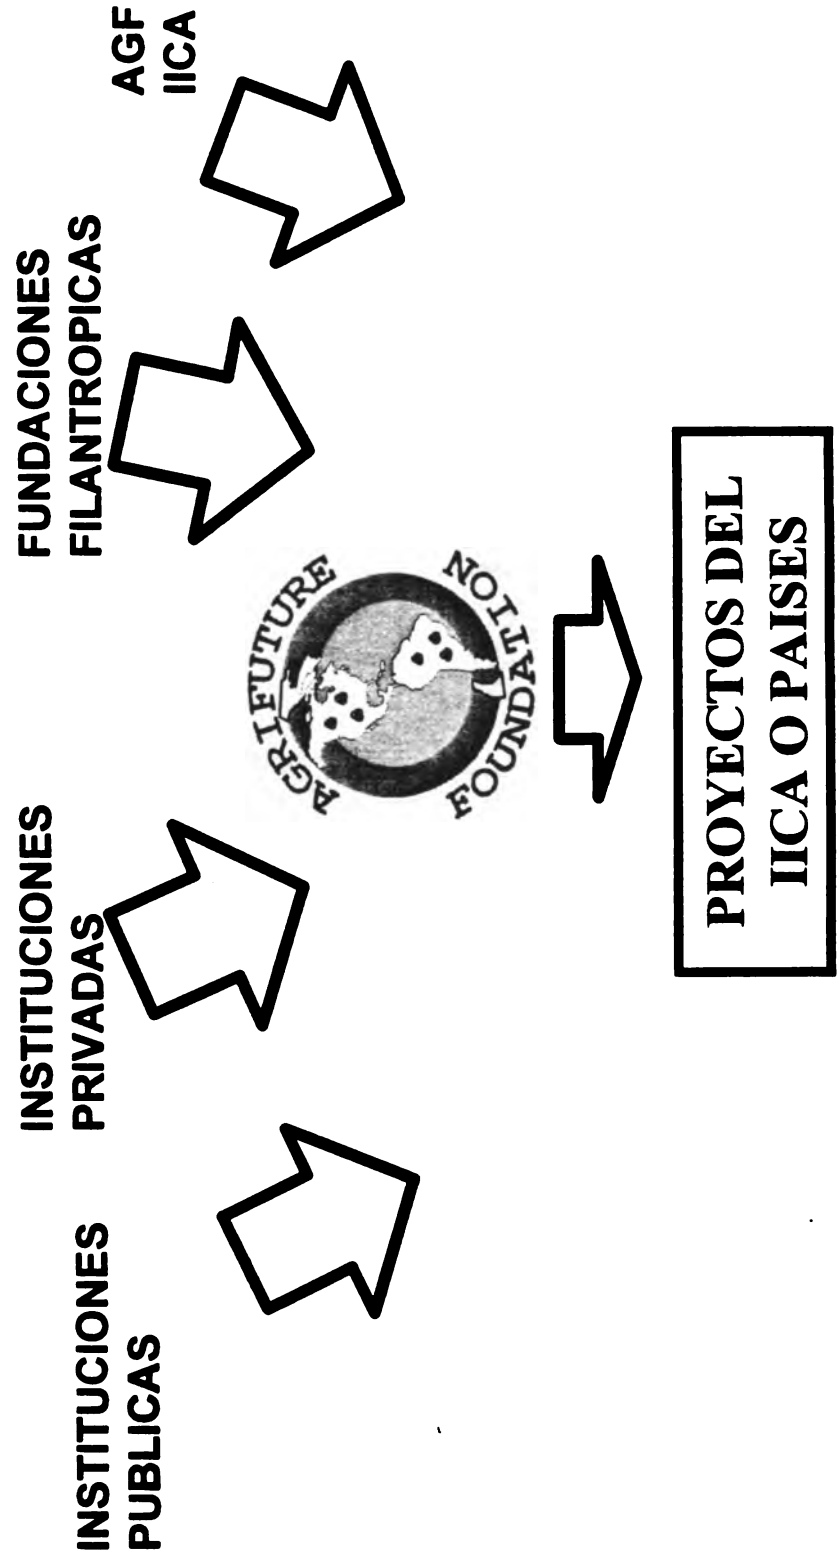 INSTITUCIONES
PUBLICAS
INSTITUCIONES
PRIVADAS
FUNDACIONES
FILANTROPICAS
AGF
IICA
AGRIFUTURE
FOUNDATION
PROYECTOS DEL
IICA O PAISES